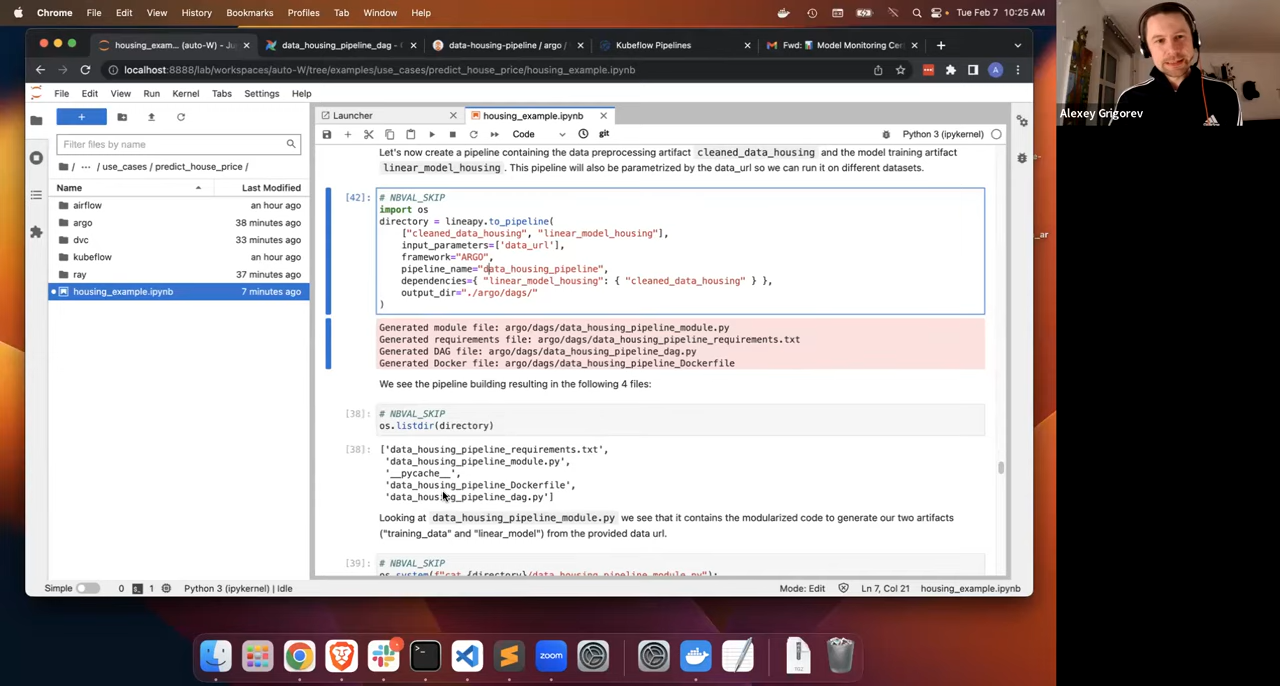 Chrome File Edit View History Bookmarks Profiles Tab Window Help Tue Feb 7 10:25 AM
housing_exam... (auto-W) - Ju
data_housing_pipeline_dag -
data-housing-pipeline / argo /
Kubeflow Pipelines
Fwd: Model Monitoring Cer
localhost:8888/lab/workspaces/auto-W/tree/examples/use_cases/predict_house_price/housing_example.ipynb
A
File Edit View Run Kernel Tabs Settings Help
Filter files by name
/ ... / use_cases / predict_house_price /
Name Last Modified
airflow an hour ago
argo 38 minutes ago
dvc 33 minutes ago
kubeflow an hour ago
ray 37 minutes ago
housing_example.ipynb 7 minutes ago
Launcher
housing_example.ipynb
Code
git
Python 3 (ipykernel)
Let's now create a pipeline containing the data preprocessing artifact cleaned_data_housing and the model training artifact
linear_model_housing . This pipeline will also be parametrized by the data_url so we can run it on different datasets.
[42]: # NBVAL_SKIP
import os
directory = lineapy.to_pipeline(
["cleaned_data_housing", "linear_model_housing"],
input_parameters=['data_url'],
framework="ARGO",
pipeline_name="data_housing_pipeline",
dependencies={ "linear_model_housing": { "cleaned_data_housing" } },
output_dir="./argo/dags/"
)
Generated module file: argo/dags/data_housing_pipeline_module.py
Generated requirements file: argo/dags/data_housing_pipeline_requirements.txt
Generated DAG file: argo/dags/data_housing_pipeline_dag.py
Generated Docker file: argo/dags/data_housing_pipeline_Dockerfile
We see the pipeline building resulting in the following 4 files:
[38]: # NBVAL_SKIP
os.listdir(directory)
[38]: ['data_housing_pipeline_requirements.txt',
'data_housing_pipeline_module.py',
'__pycache__',
'data_housing_pipeline_Dockerfile',
'data_housing_pipeline_dag.py']
Looking at data_housing_pipeline_module.py we see that it contains the modularized code to generate our two artifacts
("training_data" and "linear_model") from the provided data url.
[39]: # NBVAL_SKIP
os.system(f"cat {directory}/data_housing_pipeline_module.py");
Simple 0 1 Python 3 (ipykernel) | Idle Mode: Edit Ln 7, Col 21 housing_example.ipynb
Alexey Grigorev
zoom